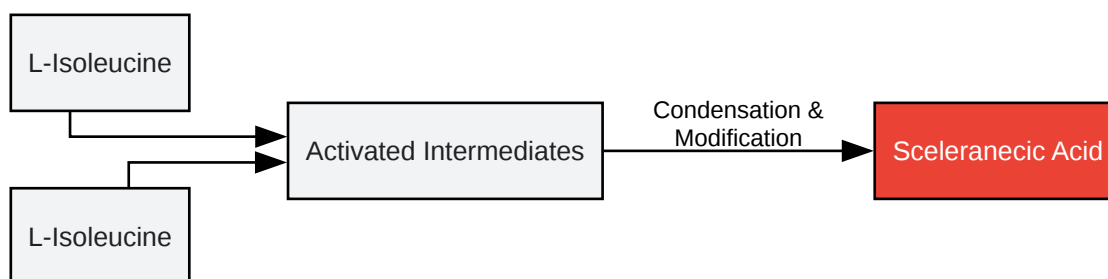 L-Isoleucine
Activated Intermediates
Condensation &
Modification
Sceleranecic Acid
L-Isoleucine